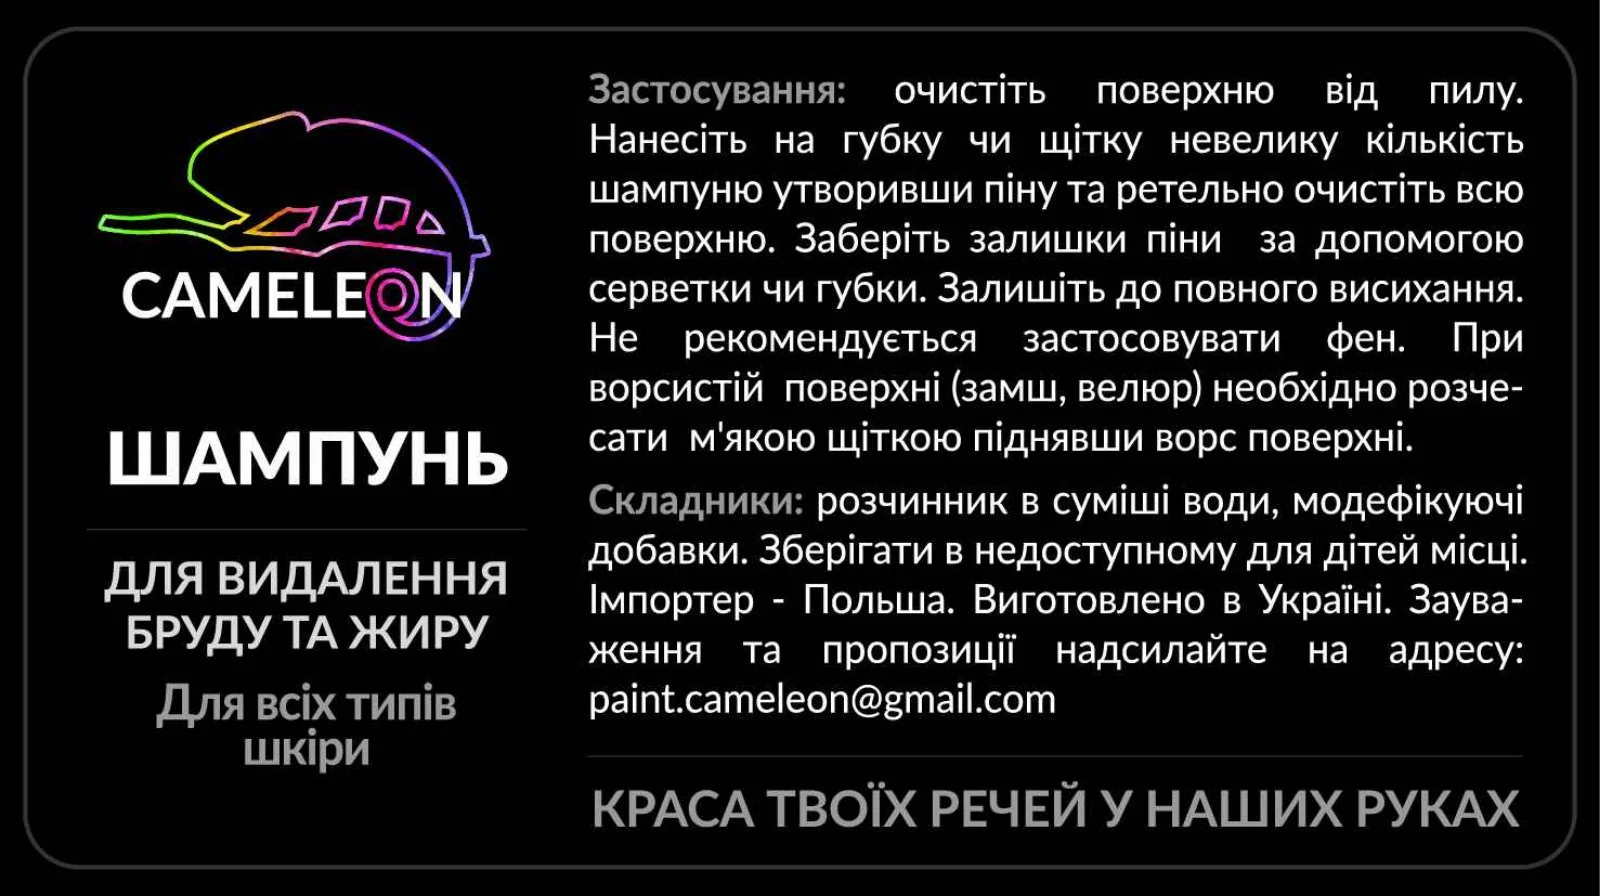 CAMELEON
ШАМПУНЬ
ДЛЯ ВИДАЛЕННЯ
БРУДУ ТА ЖИРУ
Для всіх типів
шкіри
Застосування: очистіть поверхню від пилу.
Нанесіть на губку чи щітку невелику кількість
шампуню утворивши піну та ретельно очистіть всю
поверхню. Заберіть залишки піни за допомогою
серветки чи губки. Залишіть до повного висихання.
Не рекомендується застосовувати фен. При
ворсистій поверхні (замш, велюр) необхідно розче-
сати м'якою щіткою піднявши ворс поверхні.
Складники: розчинник в суміші води, модефікуючі
добавки. Зберігати в недоступному для дітей місці.
Імпортер - Польша. Виготовлено в Україні. Заува-
ження та пропозиції надсилайте на адресу:
paint.cameleon@gmail.com
КРАСА ТВОЇХ РЕЧЕЙ У НАШИХ РУКАХ